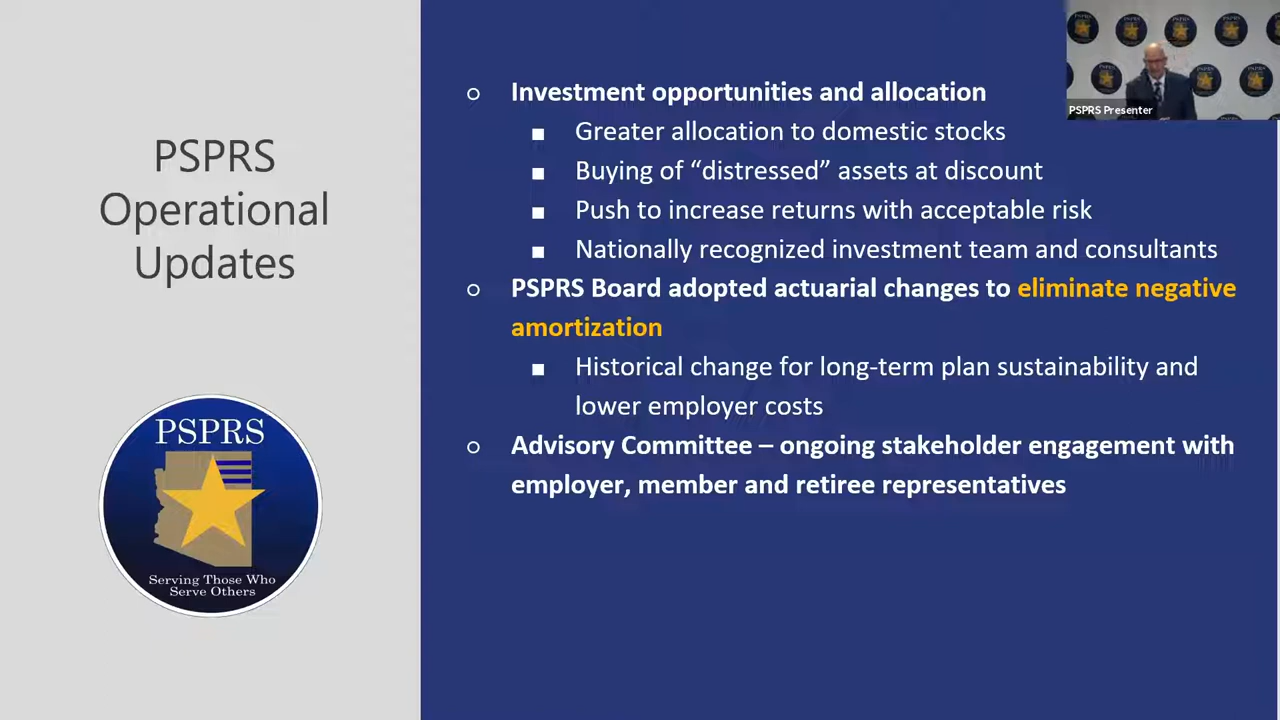 PSPRS
Operational
Updates
PSPRS
Serving Those Who
Serve Others
Investment opportunities and allocation
Greater allocation to domestic stocks
Buying of “distressed” assets at discount
Push to increase returns with acceptable risk
Nationally recognized investment team and consultants
PSPRS Board adopted actuarial changes to eliminate negative
amortization
Historical change for long-term plan sustainability and
lower employer costs
Advisory Committee – ongoing stakeholder engagement with
employer, member and retiree representatives
PSPRS Presenter